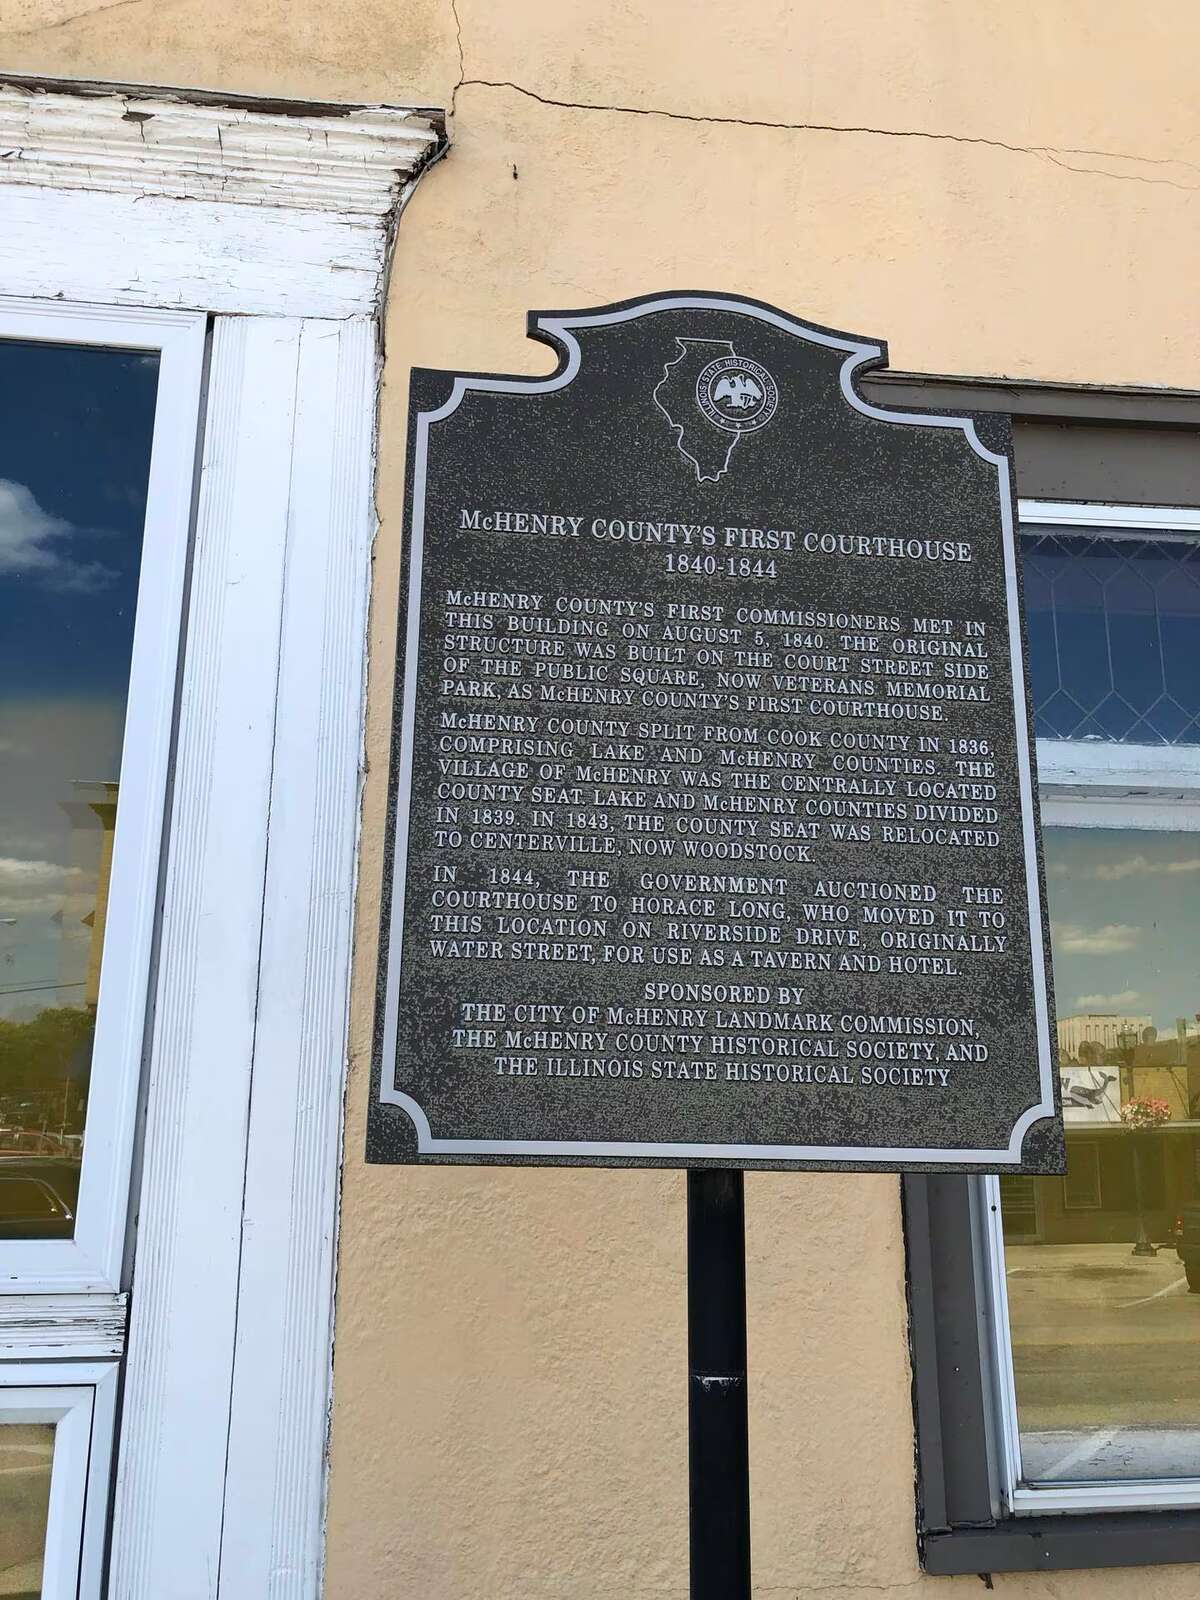 ILLINOIS STATE HISTORICAL SOCIETY
McHENRY COUNTY'S FIRST COURTHOUSE
1840-1844
McHENRY COUNTY'S FIRST COMMISSIONERS MET IN
THIS BUILDING ON AUGUST 5, 1840. THE ORIGINAL
STRUCTURE WAS BUILT ON THE COURT STREET SIDE
OF THE PUBLIC SQUARE, NOW VETERANS MEMORIAL
PARK, AS McHENRY COUNTY'S FIRST COURTHOUSE.
McHENRY COUNTY SPLIT FROM COOK COUNTY IN 1836,
COMPRISING LAKE AND McHENRY COUNTIES. THE
VILLAGE OF McHENRY WAS THE CENTRALLY LOCATED
COUNTY SEAT. LAKE AND McHENRY COUNTIES DIVIDED
IN 1839. IN 1843, THE COUNTY SEAT WAS RELOCATED
TO CENTERVILLE, NOW WOODSTOCK.
IN 1844, THE GOVERNMENT AUCTIONED THE
COURTHOUSE TO HORACE LONG, WHO MOVED IT TO
THIS LOCATION ON RIVERSIDE DRIVE, ORIGINALLY
WATER STREET, FOR USE AS A TAVERN AND HOTEL.
SPONSORED BY
THE CITY OF McHENRY LANDMARK COMMISSION,
THE McHENRY COUNTY HISTORICAL SOCIETY, AND
THE ILLINOIS STATE HISTORICAL SOCIETY